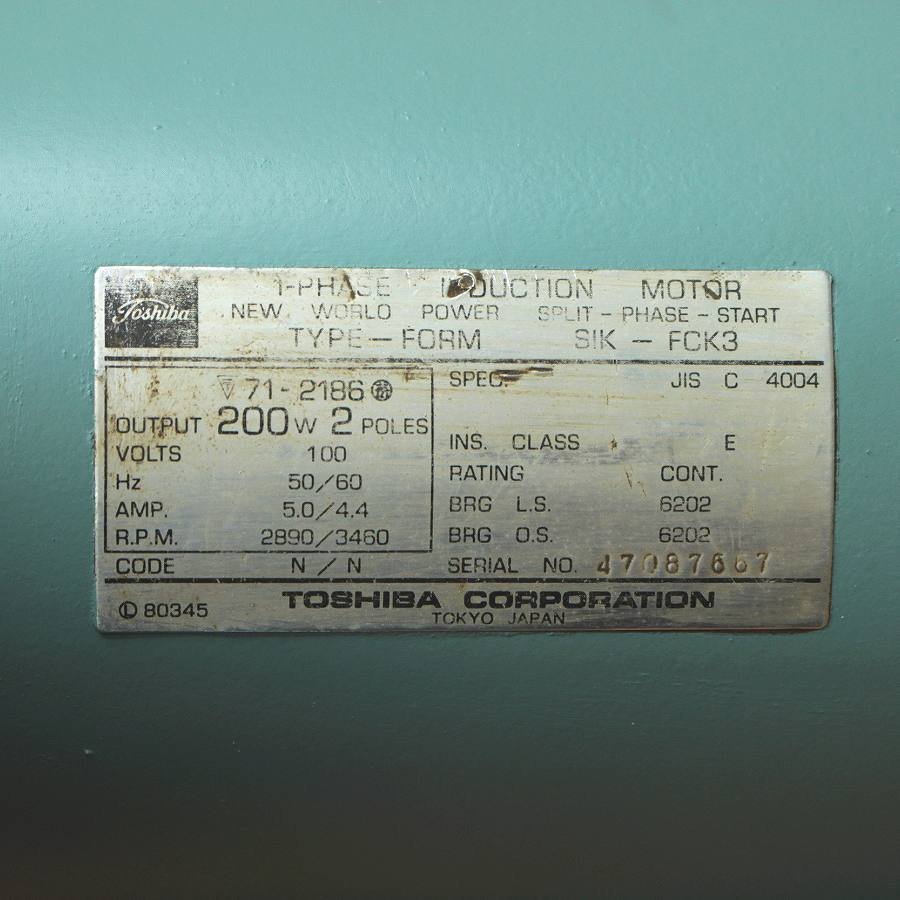 Toshiba
1-PHASE INDUCTION MOTOR
NEW WORLD POWER SPLIT-PHASE-START
TYPE-FORM SIK-FCK3
▽ 71-2186
OUTPUT 200W 2 POLES
VOLTS 100
Hz 50/60
AMP. 5.0/4.4
R.P.M. 2890/3460
CODE N/N
SPEC. JIS C 4004
INS. CLASS E
RATING CONT.
BRG L.S. 6202
BRG O.S. 6202
SERIAL NO. 47087667
Ⓛ 80345
TOSHIBA CORPORATION
TOKYO JAPAN